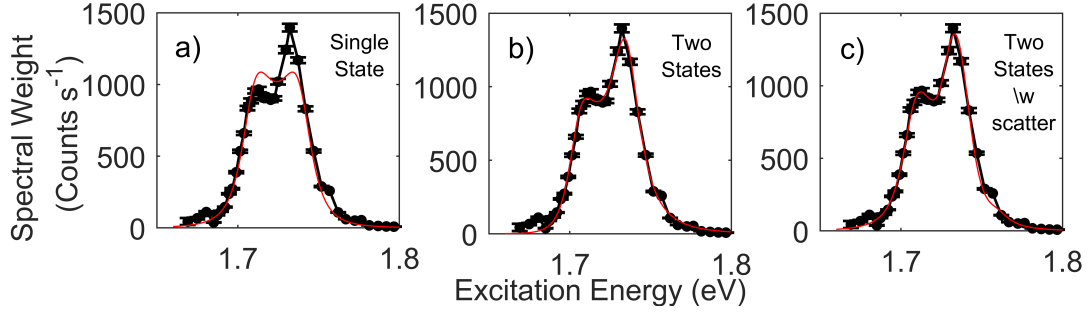 Spectral Weight
(Counts s⁻¹)
1500
1000
500
0
a)
Single
State
1.7
1.8
1500
1000
500
0
b)
Two
States
1.7
1.8
1500
1000
500
0
c)
Two
States
\w
scatter
1.7
1.8
Excitation Energy (eV)